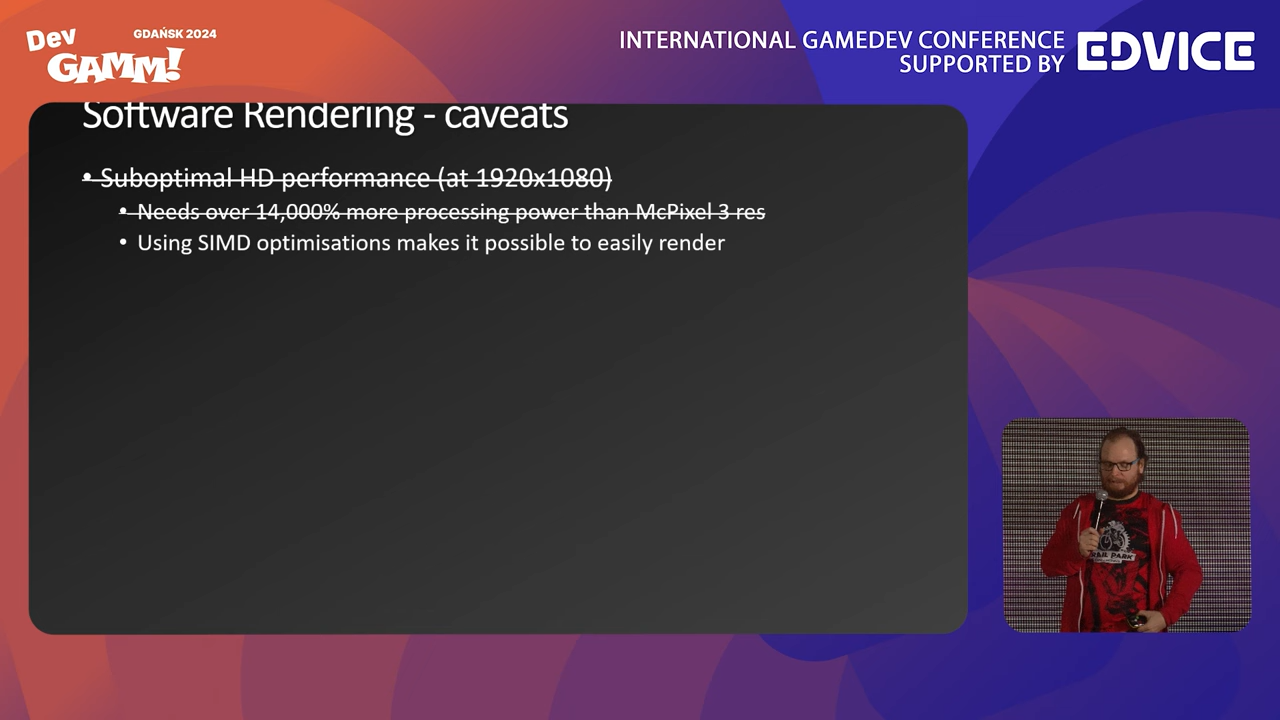 Dev
GAMM!
GDAŃSK 2024
INTERNATIONAL GAMEDEV CONFERENCE
SUPPORTED BY
EDVICE
Software Rendering - caveats
• Suboptimal HD performance (at 1920x1080)
• Needs over 14,000% more processing power than McPixel 3 res
• Using SIMD optimisations makes it possible to easily render
TRAIL PARK